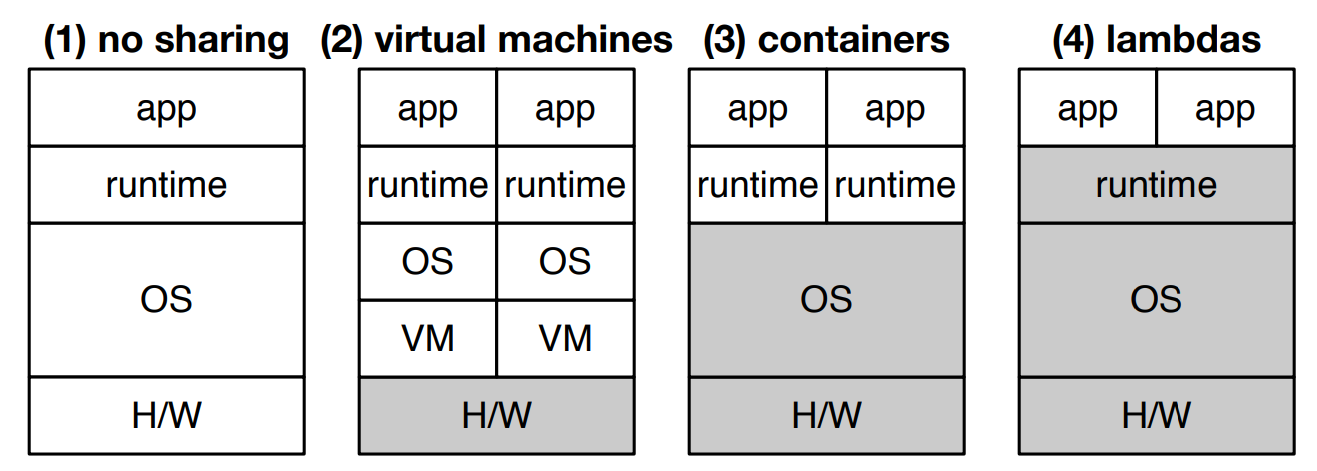 (1) no sharing (2) virtual machines (3) containers (4) lambdas
app app app app app app app
runtime runtime runtime runtime runtime runtime
OS OS OS OS OS
VM VM
H/W H/W H/W H/W